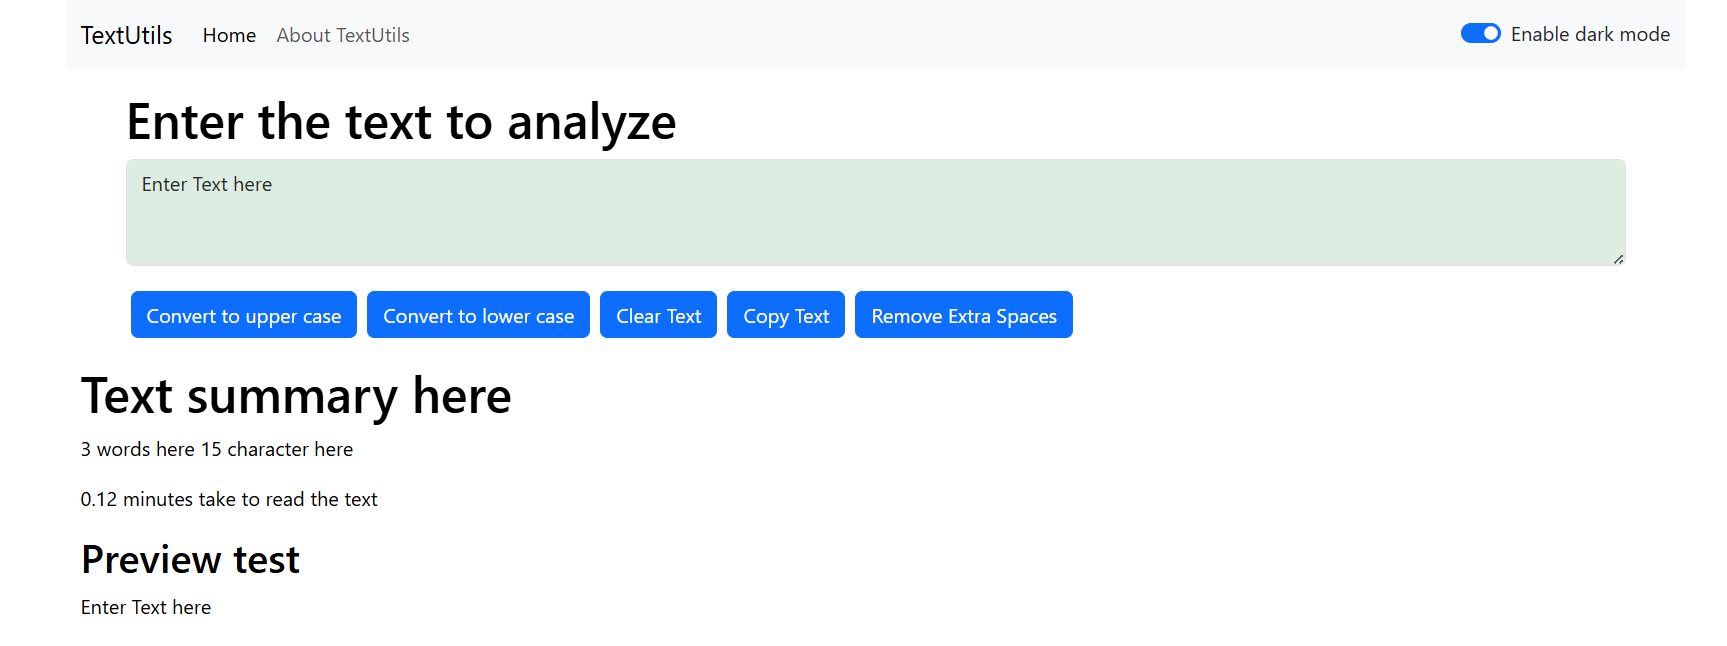 TextUtils Home About TextUtils Enable dark mode
Enter the text to analyze
Enter Text here
Convert to upper case Convert to lower case Clear Text Copy Text Remove Extra Spaces
Text summary here
3 words here 15 character here
0.12 minutes take to read the text
Preview test
Enter Text here